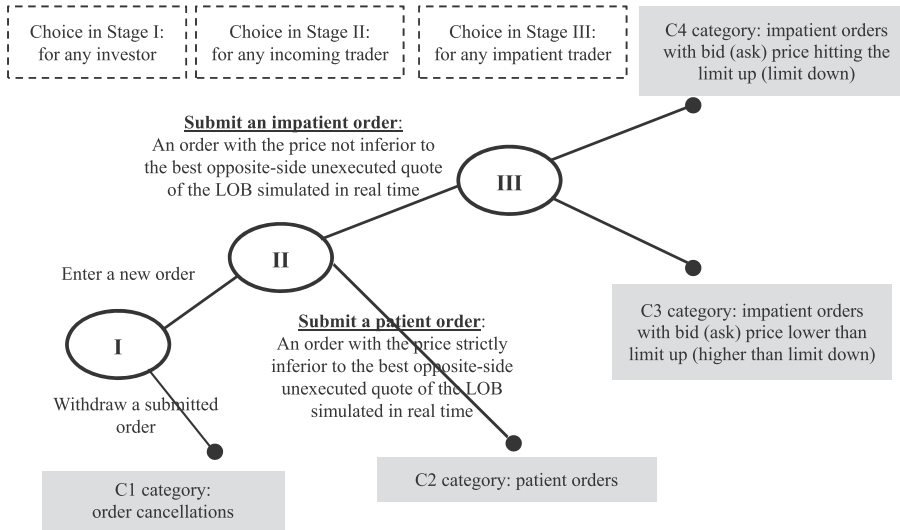 Choice in Stage I:
for any investor
Choice in Stage II:
for any incoming trader
Choice in Stage III:
for any impatient trader
C4 category: impatient orders
with bid (ask) price hitting the
limit up (limit down)
Submit an impatient order:
An order with the price not inferior to
the best opposite-side unexecuted quote
of the LOB simulated in real time
III
II
Enter a new order
I
Submit a patient order:
An order with the price strictly
inferior to the best opposite-side
unexecuted quote of the LOB
simulated in real time
C3 category: impatient orders
with bid (ask) price lower than
limit up (higher than limit down)
Withdraw a submitted
order
C2 category: patient orders
C1 category:
order cancellations